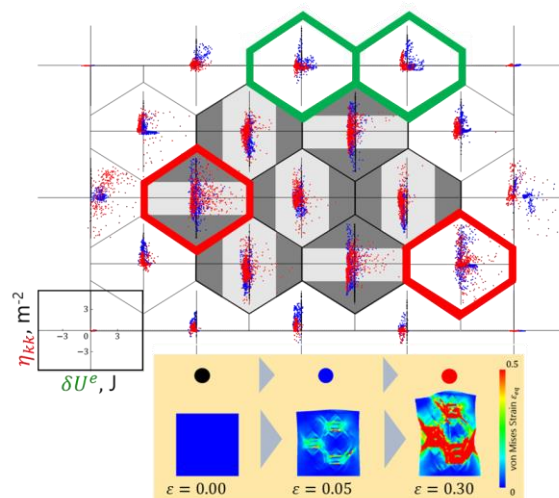 η_kk, m⁻²
3
−3 3
−3
δUᵉ, J
0.5
von Mises Strain ε_eq
0
ε = 0.00 ε = 0.05 ε = 0.30